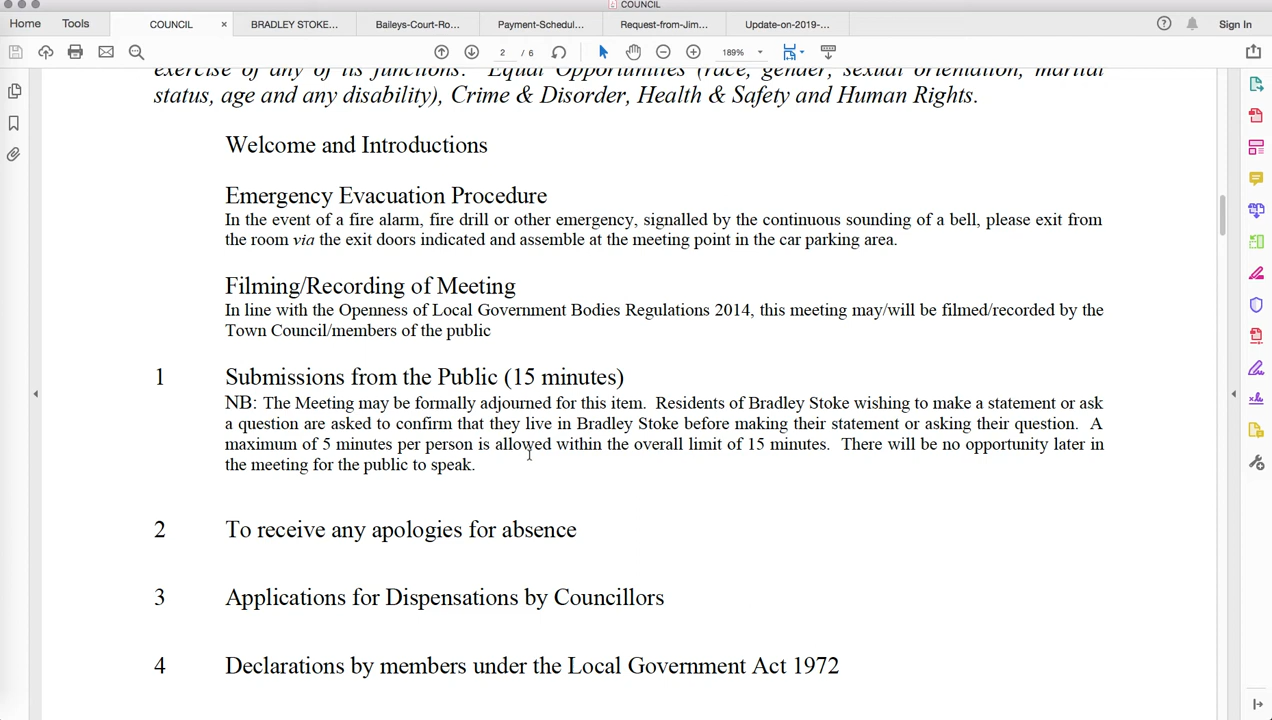 COUNCIL
Home Tools COUNCIL × BRADLEY STOKE... Baileys-Court-Ro... Payment-Schedul... Request-from-Jim... Update-on-2019-... Sign In
2 / 6 189%
exercise of any of its functions: Equal Opportunities (race, gender, sexual orientation, marital
status, age and any disability), Crime & Disorder, Health & Safety and Human Rights.
Welcome and Introductions
Emergency Evacuation Procedure
In the event of a fire alarm, fire drill or other emergency, signalled by the continuous sounding of a bell, please exit from
the room via the exit doors indicated and assemble at the meeting point in the car parking area.
Filming/Recording of Meeting
In line with the Openness of Local Government Bodies Regulations 2014, this meeting may/will be filmed/recorded by the
Town Council/members of the public
1 Submissions from the Public (15 minutes)
NB: The Meeting may be formally adjourned for this item. Residents of Bradley Stoke wishing to make a statement or ask
a question are asked to confirm that they live in Bradley Stoke before making their statement or asking their question. A
maximum of 5 minutes per person is allowed within the overall limit of 15 minutes. There will be no opportunity later in
the meeting for the public to speak.
2 To receive any apologies for absence
3 Applications for Dispensations by Councillors
4 Declarations by members under the Local Government Act 1972